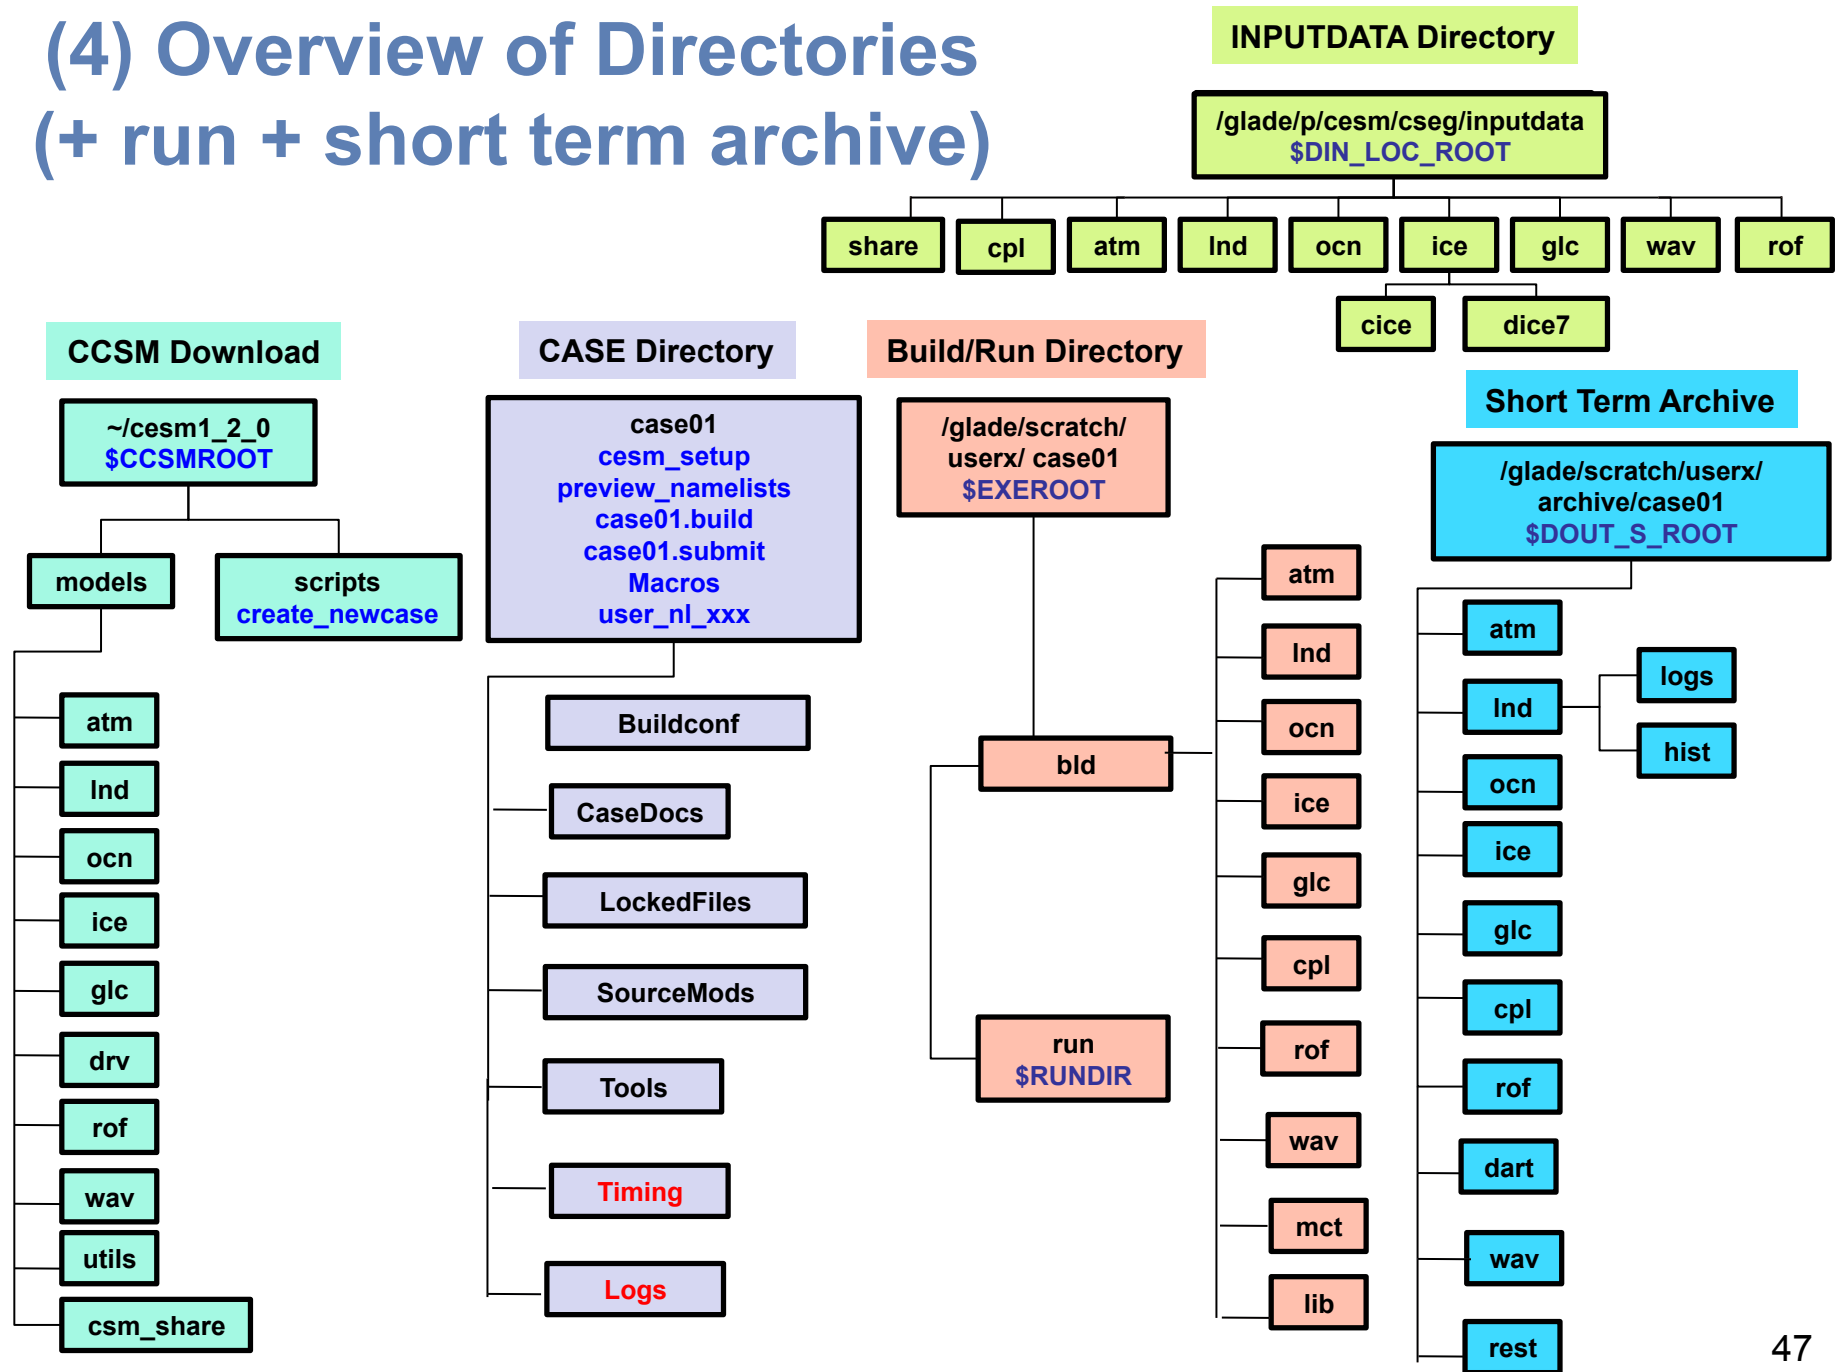 (4) Overview of Directories
(+ run + short term archive)
INPUTDATA Directory
/glade/p/cesm/cseg/inputdata
$DIN_LOC_ROOT
share
cpl
atm
lnd
ocn
ice
glc
wav
rof
cice
dice7
CCSM Download
~/cesm1_2_0
$CCSMROOT
models
scripts
create_newcase
atm
lnd
ocn
ice
glc
drv
rof
wav
utils
csm_share
CASE Directory
case01
cesm_setup
preview_namelists
case01.build
case01.submit
Macros
user_nl_xxx
Buildconf
CaseDocs
LockedFiles
SourceMods
Tools
Timing
Logs
Build/Run Directory
/glade/scratch/
userx/ case01
$EXEROOT
bld
run
$RUNDIR
atm
lnd
ocn
ice
glc
cpl
rof
wav
mct
lib
Short Term Archive
/glade/scratch/userx/
archive/case01
$DOUT_S_ROOT
atm
lnd
logs
hist
ocn
ice
glc
cpl
rof
dart
wav
rest
47